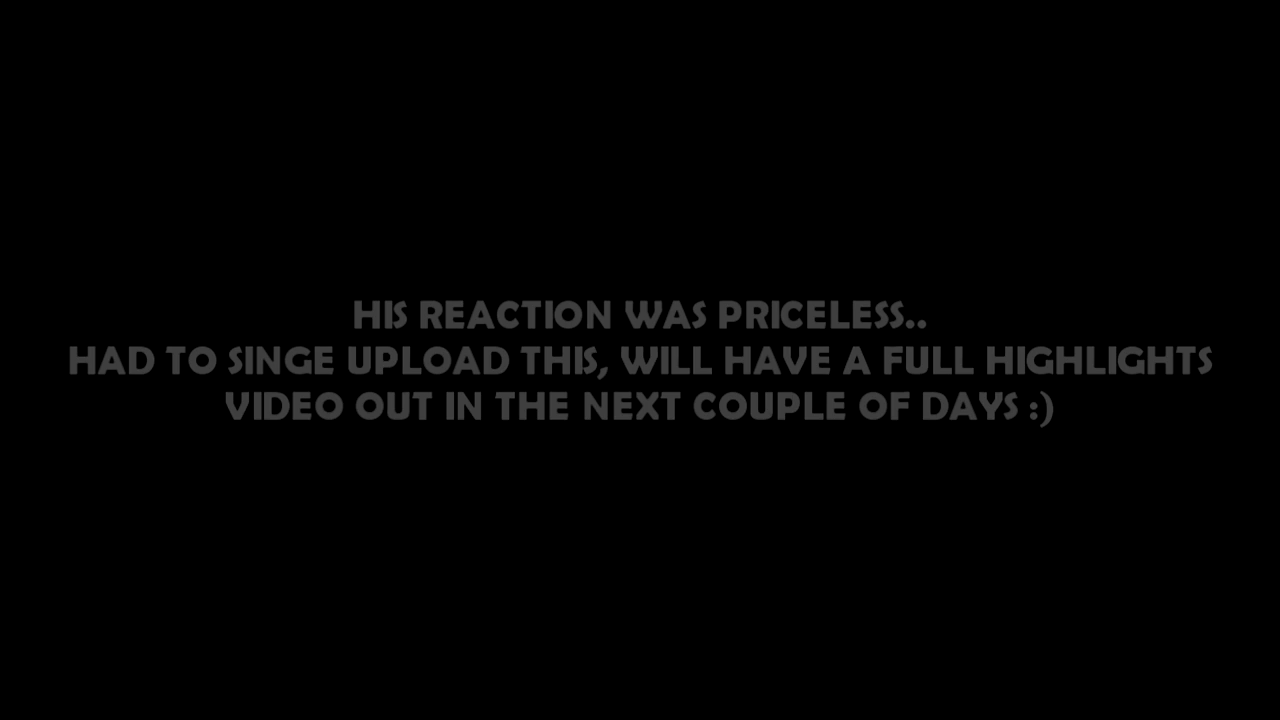 HIS REACTION WAS PRICELESS..
HAD TO SINGE UPLOAD THIS, WILL HAVE A FULL HIGHLIGHTS
VIDEO OUT IN THE NEXT COUPLE OF DAYS :)